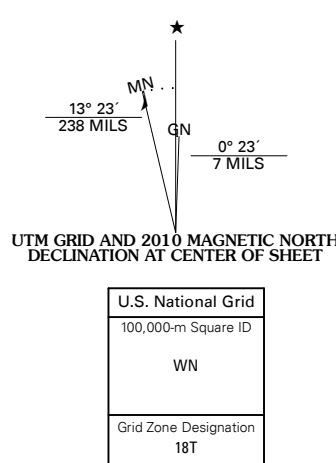 ★
MN
13° 23´
238 MILS
GN
0° 23´
7 MILS
UTM GRID AND 2010 MAGNETIC NORTH
DECLINATION AT CENTER OF SHEET
U.S. National Grid
100,000-m Square ID
WN
Grid Zone Designation
18T